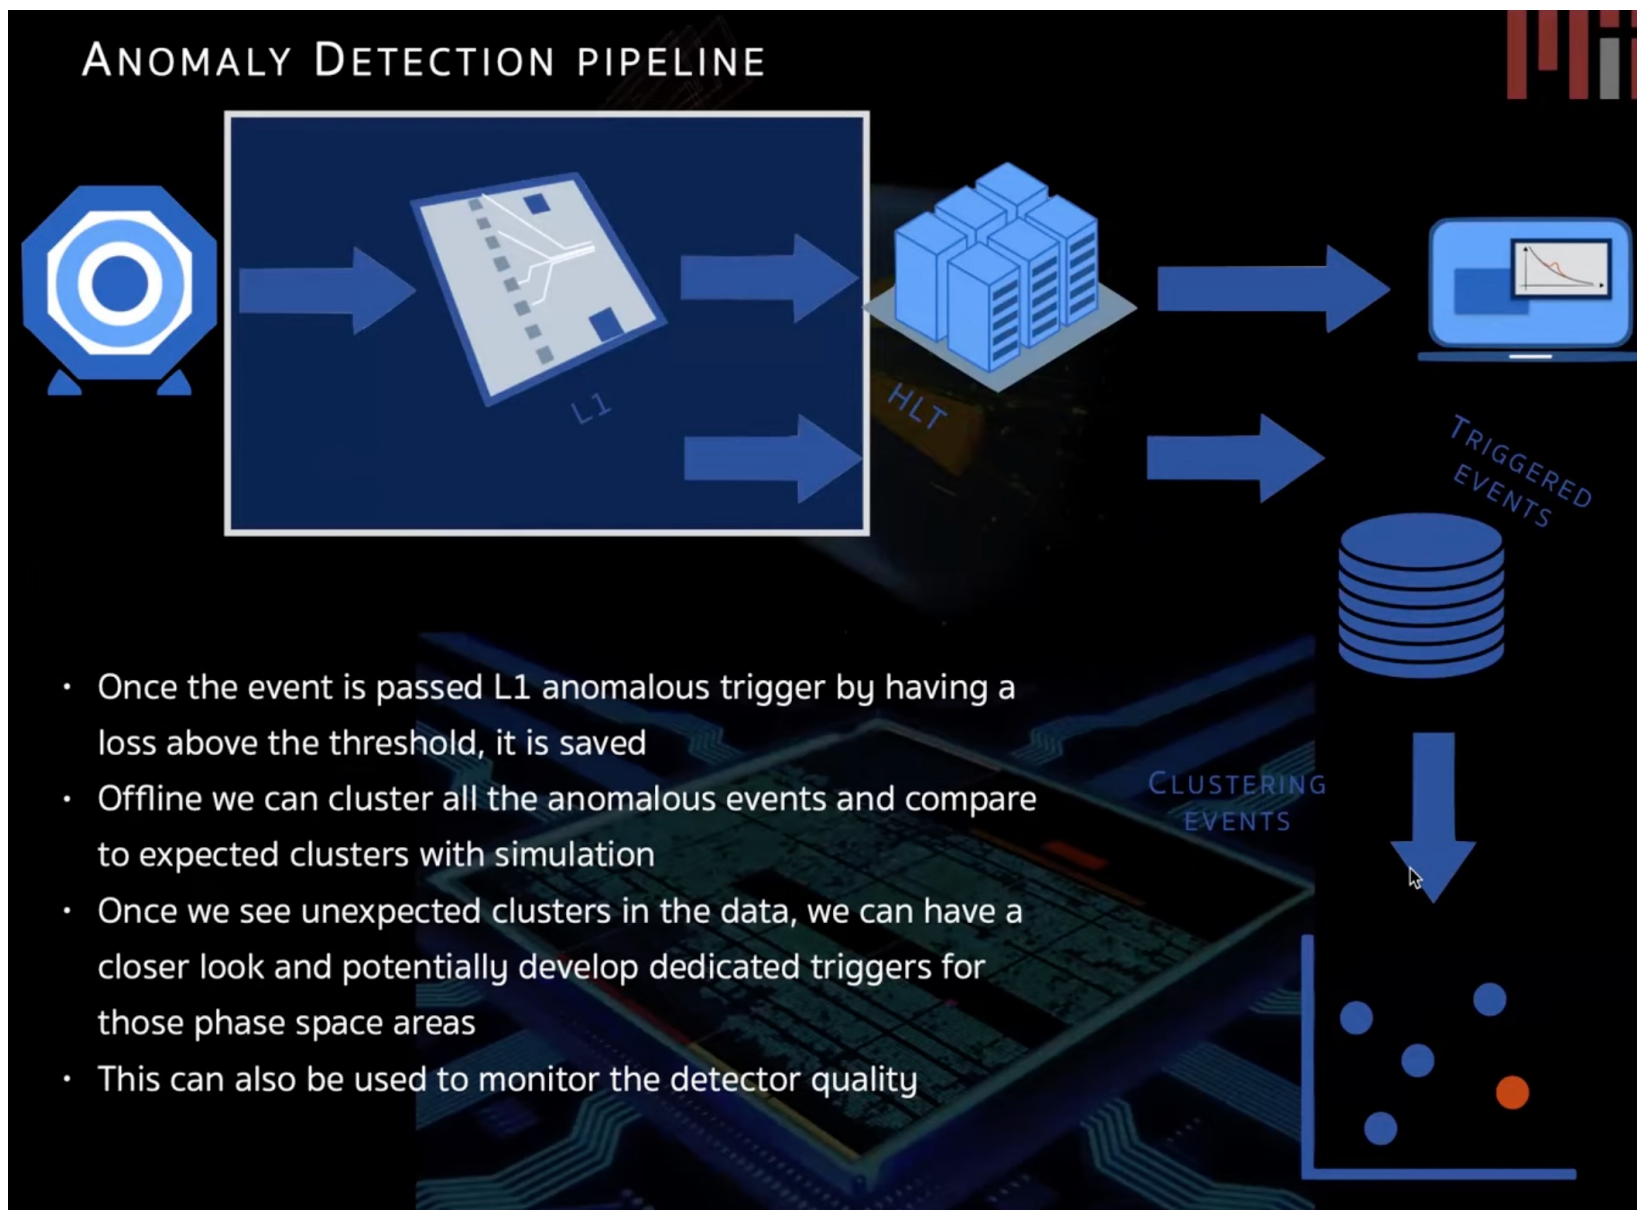 ANOMALY DETECTION PIPELINE
MiT
L1
HLT
TRIGGERED
EVENTS
• Once the event is passed L1 anomalous trigger by having a
loss above the threshold, it is saved
• Offline we can cluster all the anomalous events and compare
to expected clusters with simulation
• Once we see unexpected clusters in the data, we can have a
closer look and potentially develop dedicated triggers for
those phase space areas
• This can also be used to monitor the detector quality
CLUSTERING
EVENTS